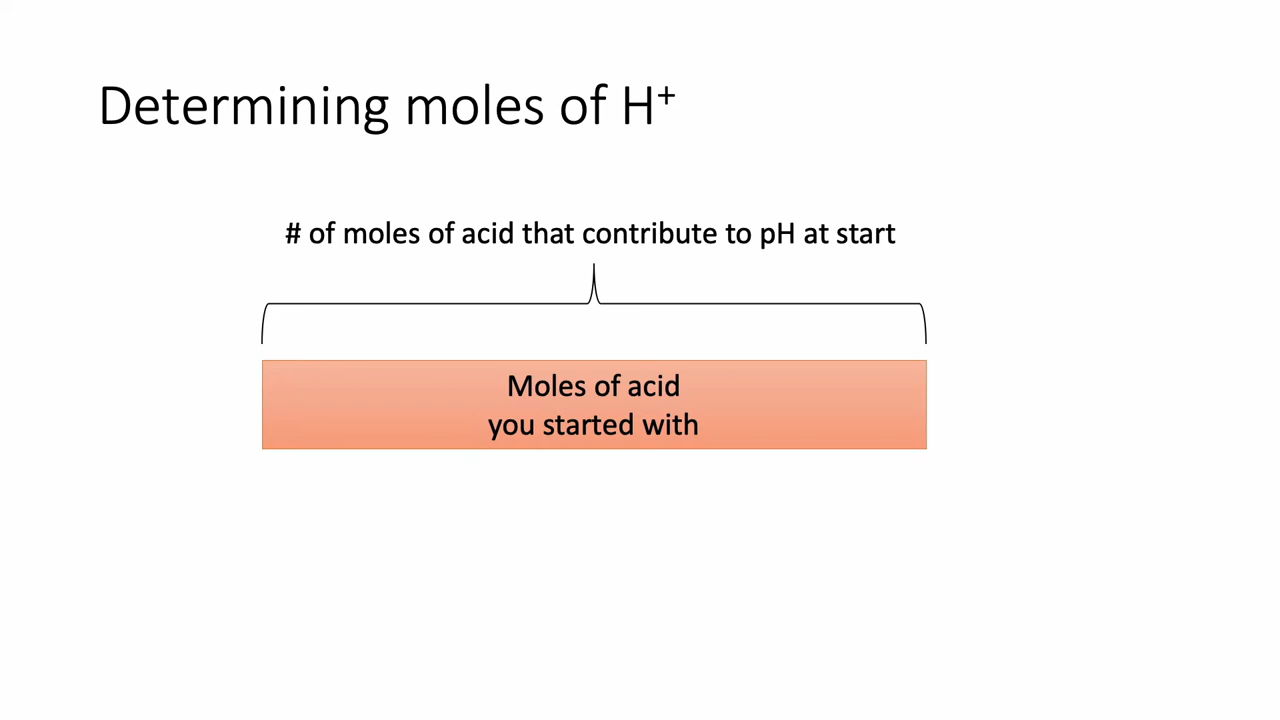 Determining moles of H⁺
# of moles of acid that contribute to pH at start
Moles of acid
you started with